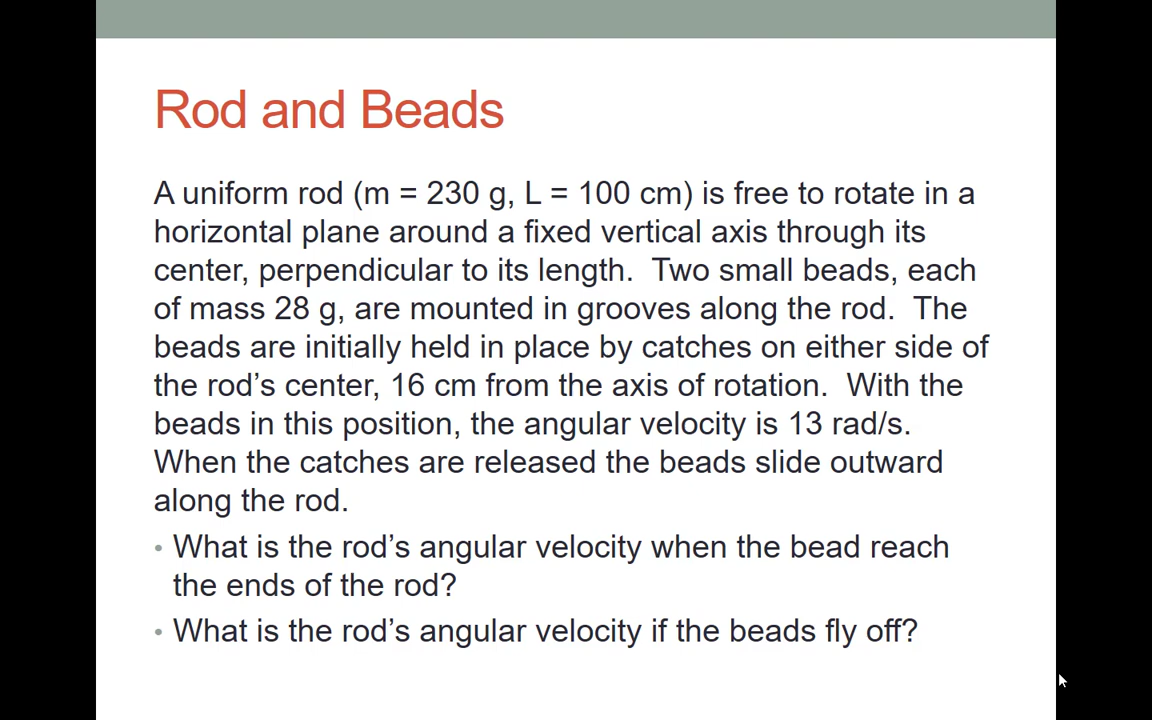 Rod and Beads
A uniform rod (m = 230 g, L = 100 cm) is free to rotate in a
horizontal plane around a fixed vertical axis through its
center, perpendicular to its length.  Two small beads, each
of mass 28 g, are mounted in grooves along the rod.  The
beads are initially held in place by catches on either side of
the rod’s center, 16 cm from the axis of rotation.  With the
beads in this position, the angular velocity is 13 rad/s.
When the catches are released the beads slide outward
along the rod.
• What is the rod’s angular velocity when the bead reach
the ends of the rod?
• What is the rod’s angular velocity if the beads fly off?